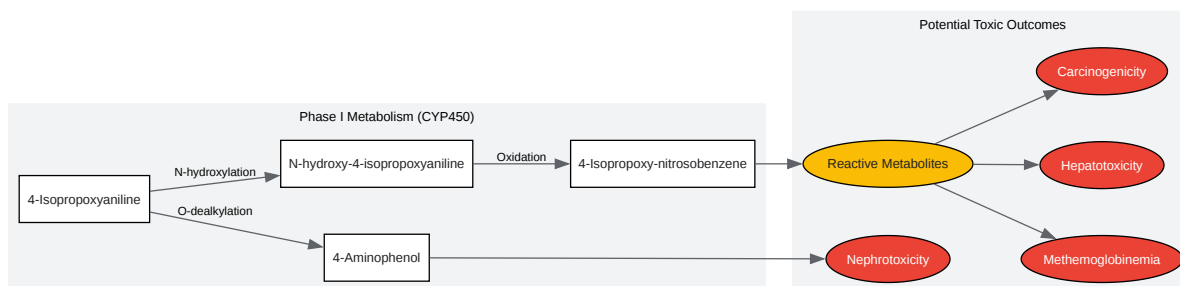 Potential Toxic Outcomes
Carcinogenicity
Phase I Metabolism (CYP450)
N-hydroxy-4-isopropoxyaniline
Oxidation
4-Isopropoxy-nitrosobenzene
Reactive Metabolites
Hepatotoxicity
N-hydroxylation
4-Isopropoxyaniline
O-dealkylation
4-Aminophenol
Nephrotoxicity
Methemoglobinemia